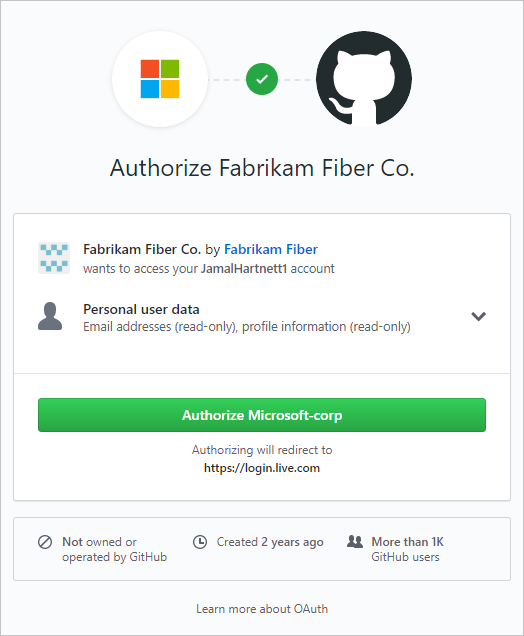 Authorize Fabrikam Fiber Co.
Fabrikam Fiber Co. by Fabrikam Fiber
wants to access your JamalHartnett1 account
Personal user data
Email addresses (read-only), profile information (read-only)
Authorize Microsoft-corp
Authorizing will redirect to
https://login.live.com
Not owned or
operated by GitHub
Created 2 years ago
More than 1K
GitHub users
Learn more about OAuth